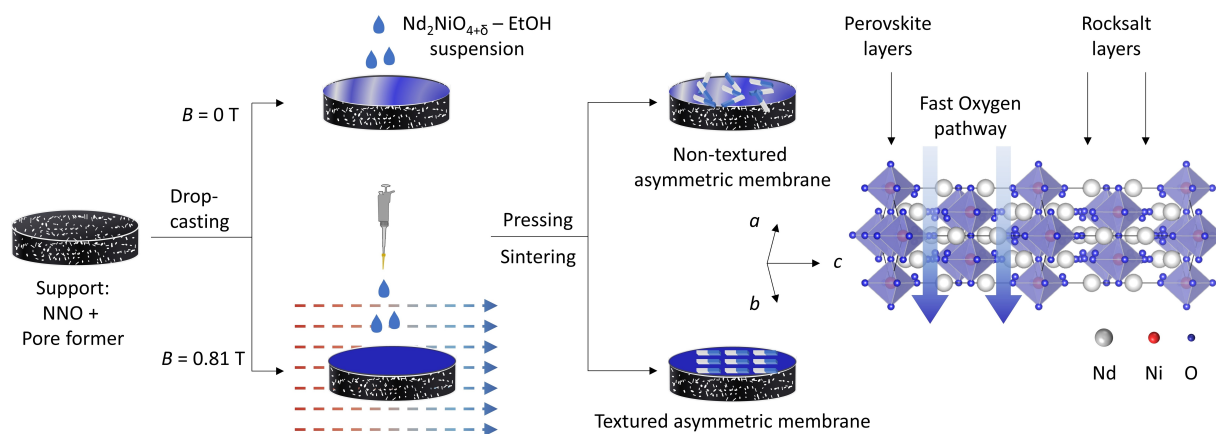 Support:
NNO +
Pore former
Drop-
casting
B = 0 T
B = 0.81 T
Nd₂NiO₄₊δ – EtOH
suspension
Pressing
Sintering
Non-textured
asymmetric membrane
Textured asymmetric membrane
Perovskite
layers
Rocksalt
layers
Fast Oxygen
pathway
a
c
b
Nd Ni O